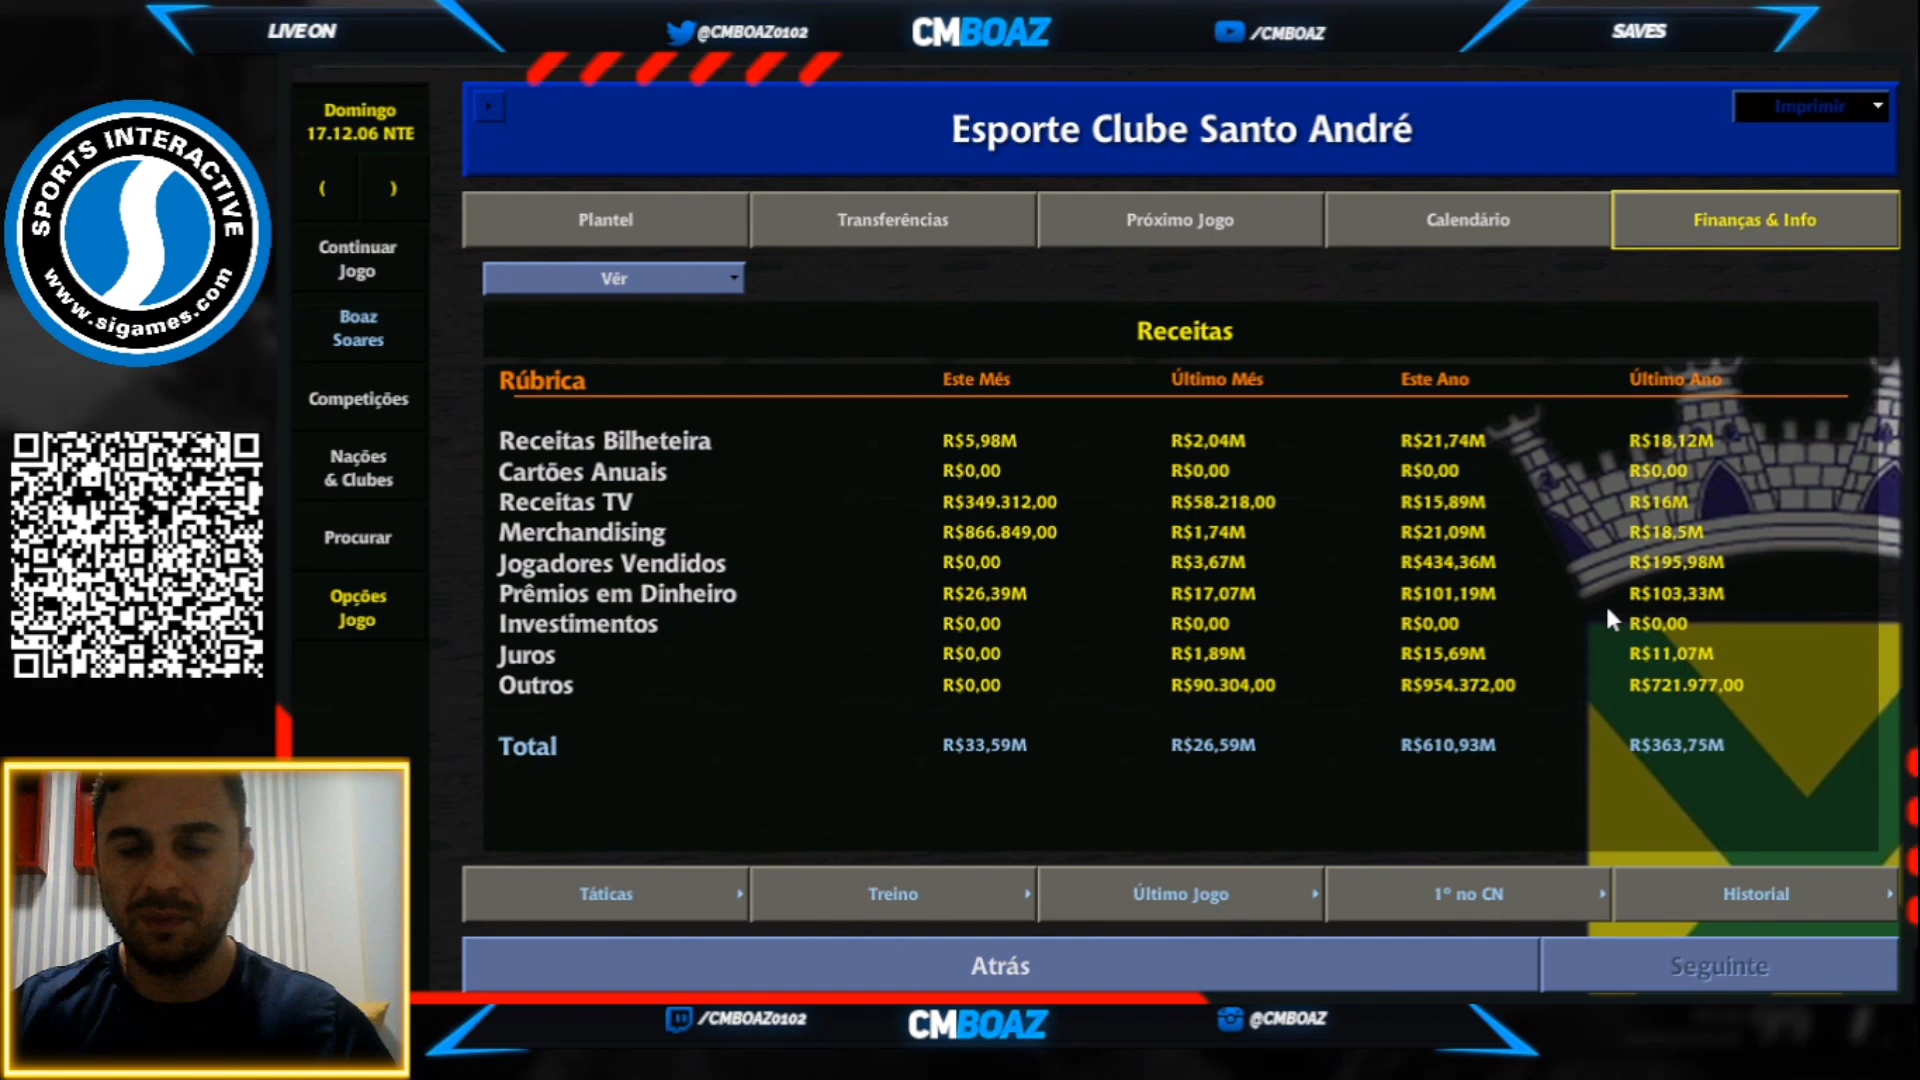 LIVE ON
@CMBOAZ0102
CMBOAZ
/CMBOAZ
SAVES
SPORTS INTERACTIVE
www.sigames.com
Domingo
17.12.06 NTE
( )
Continuar
Jogo
Boaz
Soares
Competições
Nações
& Clubes
Procurar
Opções
Jogo
Esporte Clube Santo André
Imprimir
Plantel Transferências Próximo Jogo Calendário Finanças & Info
Vêr
Receitas
Rúbrica Este Mês Último Mês Este Ano Último Ano
Receitas Bilheteira R$5,98M R$2,04M R$21,74M R$18,12M
Cartões Anuais R$0,00 R$0,00 R$0,00 R$0,00
Receitas TV R$349.312,00 R$58.218,00 R$15,89M R$16M
Merchandising R$866.849,00 R$1,74M R$21,09M R$18,5M
Jogadores Vendidos R$0,00 R$3,67M R$434,36M R$195,98M
Prêmios em Dinheiro R$26,39M R$17,07M R$101,19M R$103,33M
Investimentos R$0,00 R$0,00 R$0,00 R$0,00
Juros R$0,00 R$1,89M R$15,69M R$11,07M
Outros R$0,00 R$90.304,00 R$954.372,00 R$721.977,00
Total R$33,59M R$26,59M R$610,93M R$363,75M
Táticas Treino Último Jogo 1º no CN Historial
Atrás Seguinte
/CMBOAZ0102
CMBOAZ
@CMBOAZ